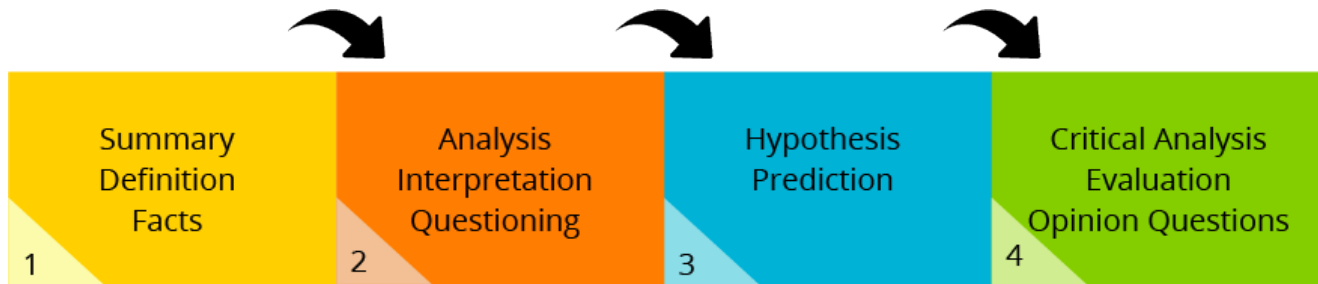 Summary
Definition
Facts
1
Analysis
Interpretation
Questioning
2
Hypothesis
Prediction
3
Critical Analysis
Evaluation
Opinion Questions
4